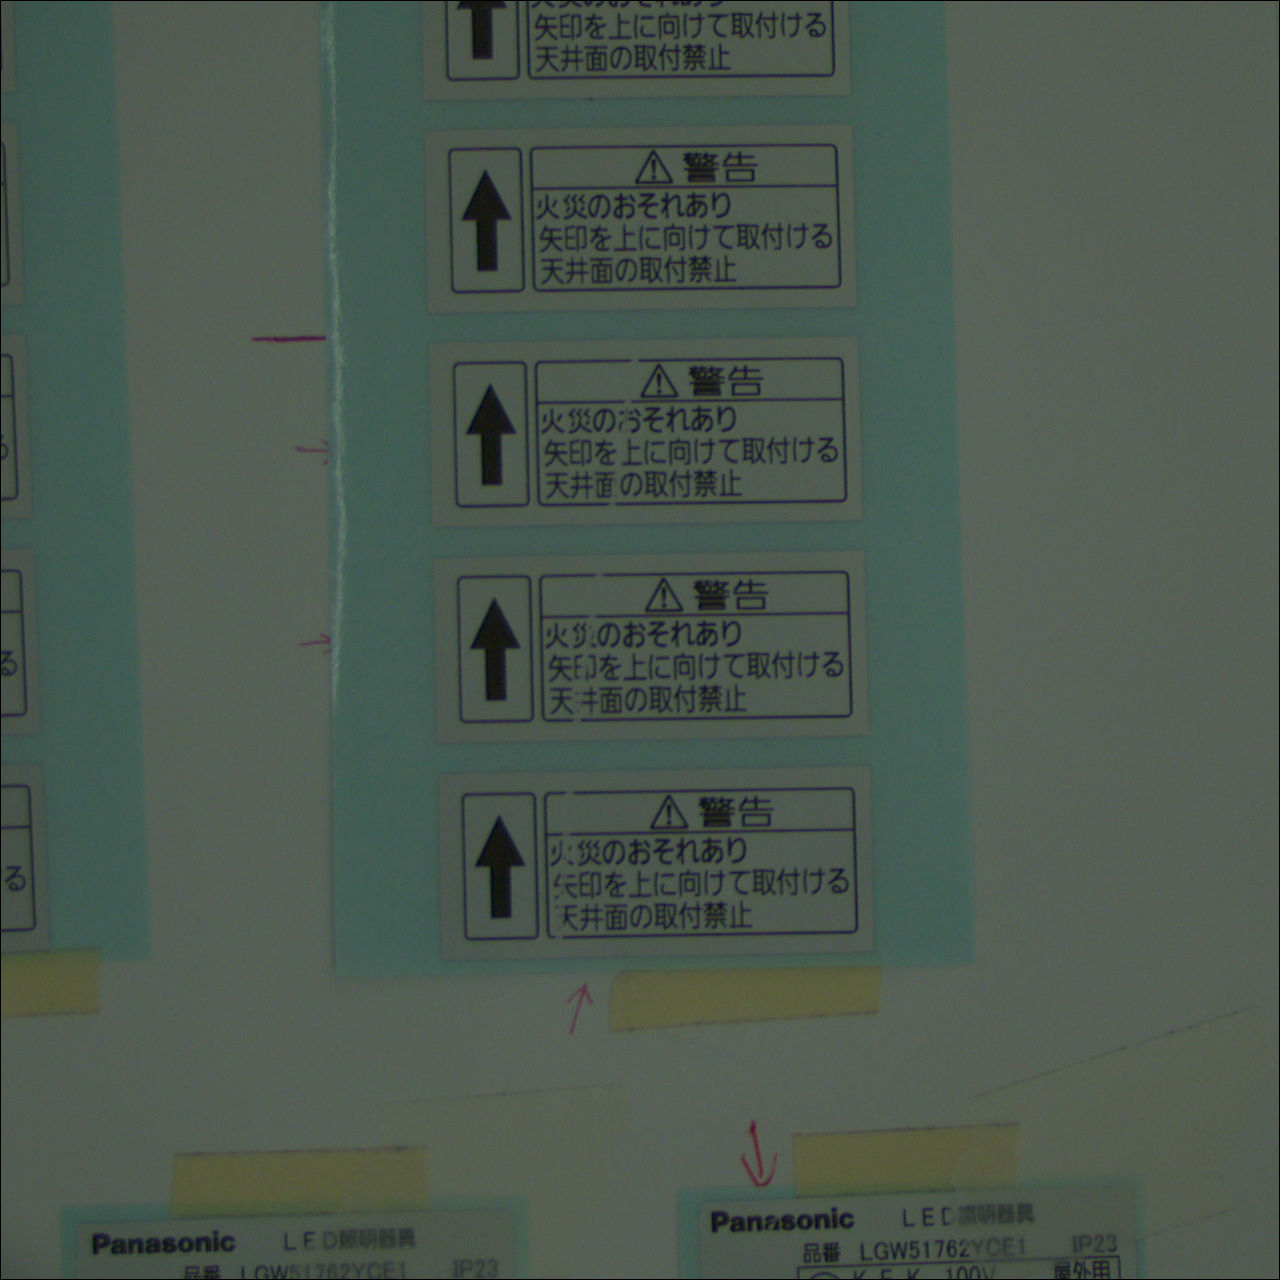 矢印を上に向けて取付ける
天井面の取付禁止
警告
火災のおそれあり
矢印を上に向けて取付ける
天井面の取付禁止
警告
火災のおそれあり
矢印を上に向けて取付ける
天井面の取付禁止
る
警告
火災のおそれあり
矢印を上に向けて取付ける
天井面の取付禁止
る
警告
火災のおそれあり
矢印を上に向けて取付ける
天井面の取付禁止
る
Panasonic LED照明器具
品番 LGW51762YCE1 IP23
Panasonic LED照明器具
品番 LGW51762YCE1 IP23
100V 屋外用